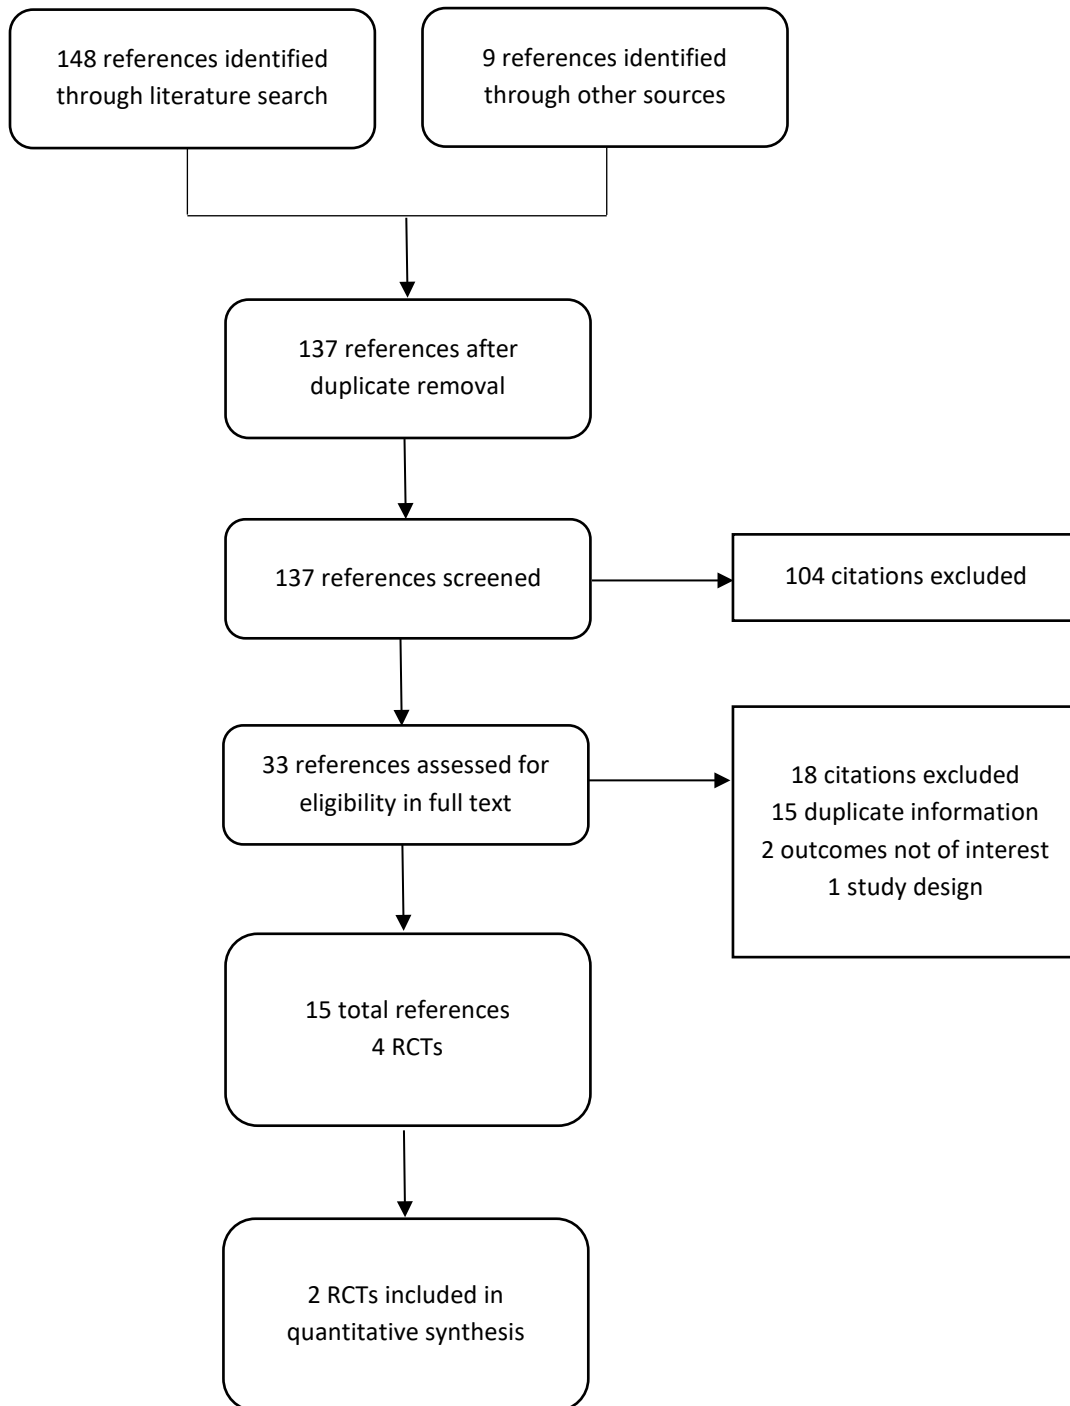 148 references identified
through literature search
9 references identified
through other sources
137 references after
duplicate removal
137 references screened
104 citations excluded
33 references assessed for
eligibility in full text
18 citations excluded
15 duplicate information
2 outcomes not of interest
1 study design
15 total references
4 RCTs
2 RCTs included in
quantitative synthesis